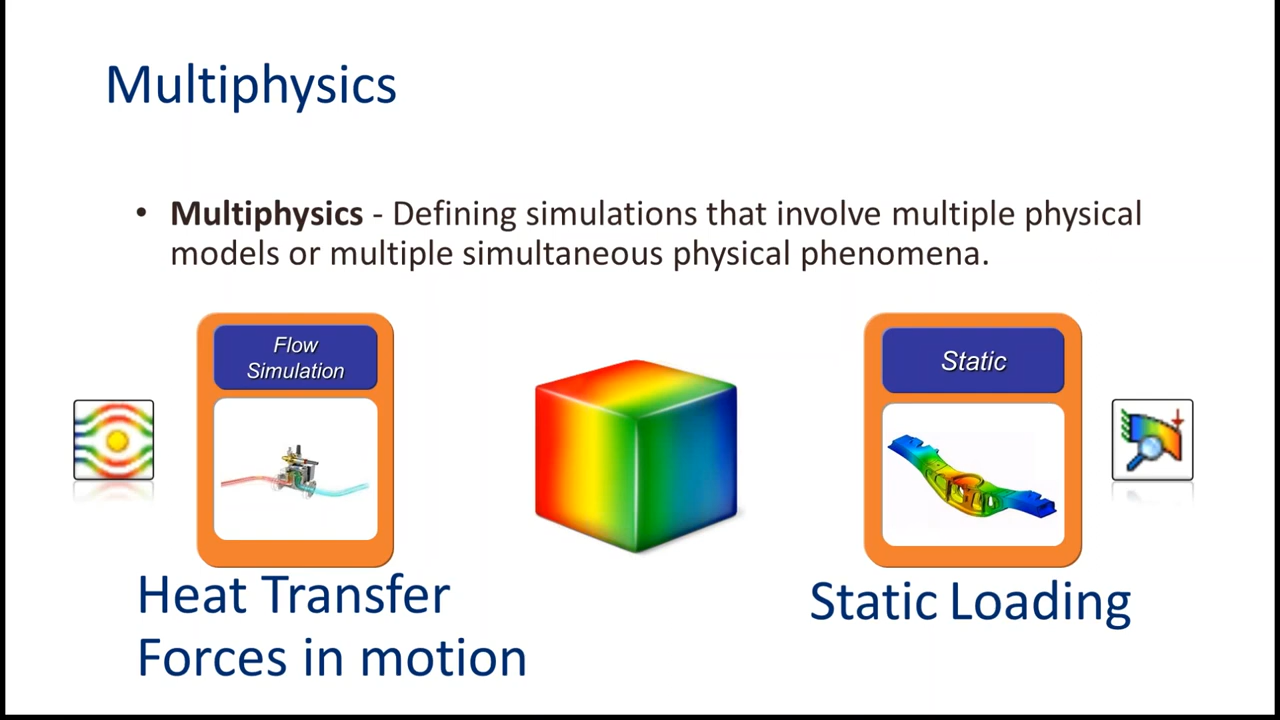 Multiphysics
• Multiphysics - Defining simulations that involve multiple physical
models or multiple simultaneous physical phenomena.
Flow
Simulation
Static
Heat Transfer
Forces in motion
Static Loading